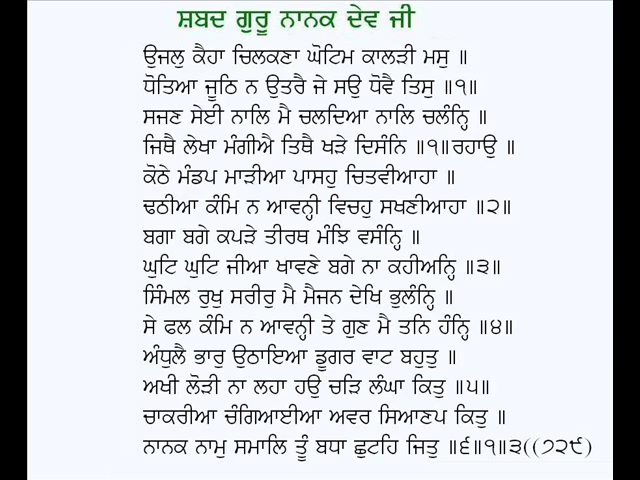 ਸ਼ਬਦ ਗੁਰੂ ਨਾਨਕ ਦੇਵ ਜੀ
ਉਜਲੁ ਕੈਹਾ ਚਿਲਕਣਾ ਘੋਟਿਮ ਕਾਲੜੀ ਮਸੁ ॥
ਧੋਤਿਆ ਜੂਠਿ ਨ ਉਤਰੈ ਜੇ ਸਉ ਧੋਵੈ ਤਿਸੁ ॥੧॥
ਸਜਣ ਸੇਈ ਨਾਲਿ ਮੈ ਚਲਦਿਆ ਨਾਲਿ ਚਲੰਨ੍ਹਿ ॥
ਜਿਥੈ ਲੇਖਾ ਮੰਗੀਐ ਤਿਥੈ ਖੜੇ ਦਿਸੰਨਿ ॥੧॥ਰਹਾਉ ॥
ਕੋਠੇ ਮੰਡਪ ਮਾੜੀਆ ਪਾਸਹੁ ਚਿਤਵੀਆਹਾ ॥
ਢਠੀਆ ਕੰਮਿ ਨ ਆਵਨ੍ਹੀ ਵਿਚਹੁ ਸਖਣੀਆਹਾ ॥੨॥
ਬਗਾ ਬਗੇ ਕਪੜੇ ਤੀਰਥ ਮੰਝਿ ਵਸੰਨ੍ਹਿ ॥
ਘੁਟਿ ਘੁਟਿ ਜੀਆ ਖਾਵਣੇ ਬਗੇ ਨਾ ਕਹੀਅਨ੍ਹਿ ॥੩॥
ਸਿੰਮਲ ਰੁਖੁ ਸਰੀਰੁ ਮੈ ਮੈਜਨ ਦੇਖਿ ਭੁਲੰਨ੍ਹਿ ॥
ਸੇ ਫਲ ਕੰਮਿ ਨ ਆਵਨ੍ਹੀ ਤੇ ਗੁਣ ਮੈ ਤਨਿ ਹੰਨ੍ਹਿ ॥੪॥
ਅੰਧੁਲੈ ਭਾਰੁ ਉਠਾਇਆ ਡੂਗਰ ਵਾਟ ਬਹੁਤੁ ॥
ਅਖੀ ਲੋੜੀ ਨਾ ਲਹਾ ਹਉ ਚੜਿ ਲੰਘਾ ਕਿਤੁ ॥੫॥
ਚਾਕਰੀਆ ਚੰਗਿਆਈਆ ਅਵਰ ਸਿਆਣਪ ਕਿਤੁ ॥
ਨਾਨਕ ਨਾਮੁ ਸਮਾਲਿ ਤੂੰ ਬਧਾ ਛੁਟਹਿ ਜਿਤੁ ॥੬॥੧॥੩((੭੨੯)